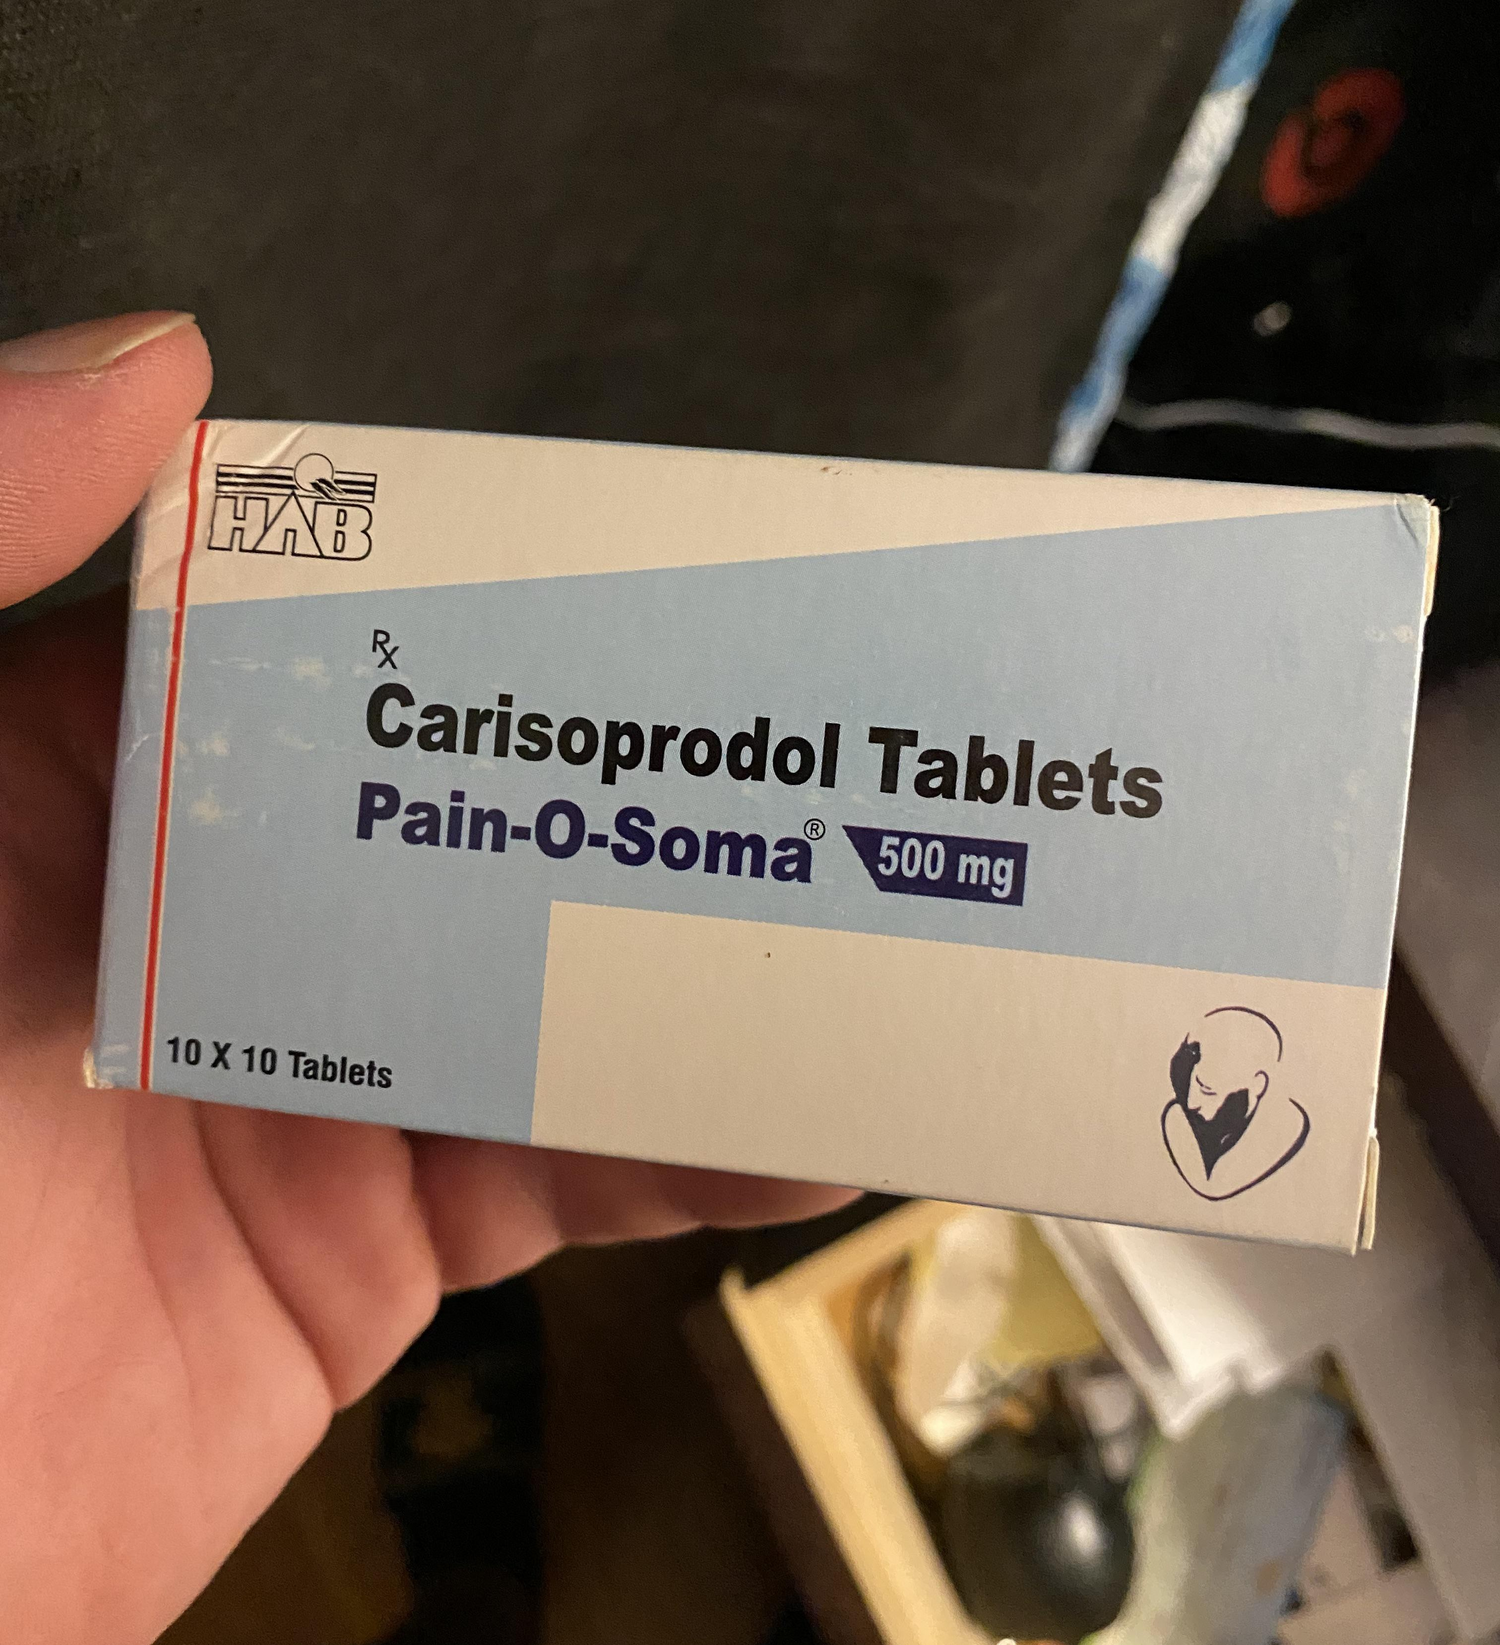 HAB
Rx
Carisoprodol Tablets
Pain-O-Soma® 500 mg
10 X 10 Tablets